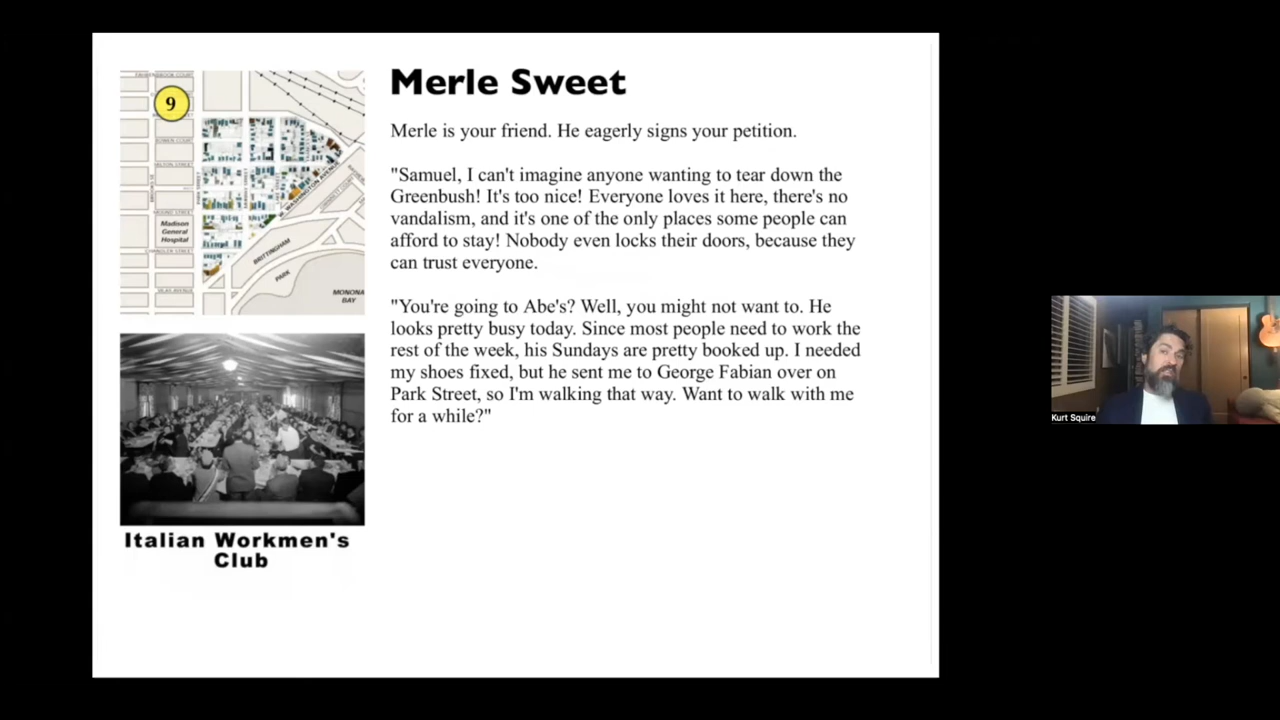 Merle Sweet
Merle is your friend. He eagerly signs your petition.
"Samuel, I can't imagine anyone wanting to tear down the
Greenbush! It's too nice! Everyone loves it here, there's no
vandalism, and it's one of the only places some people can
afford to stay! Nobody even locks their doors, because they
can trust everyone.
"You're going to Abe's? Well, you might not want to. He
looks pretty busy today. Since most people need to work the
rest of the week, his Sundays are pretty booked up. I needed
my shoes fixed, but he sent me to George Fabian over on
Park Street, so I'm walking that way. Want to walk with me
for a while?"
9
Madison
General
Hospital
BRITTINGHAM
PARK
MONONA
BAY
Italian Workmen's
Club
Kurt Squire